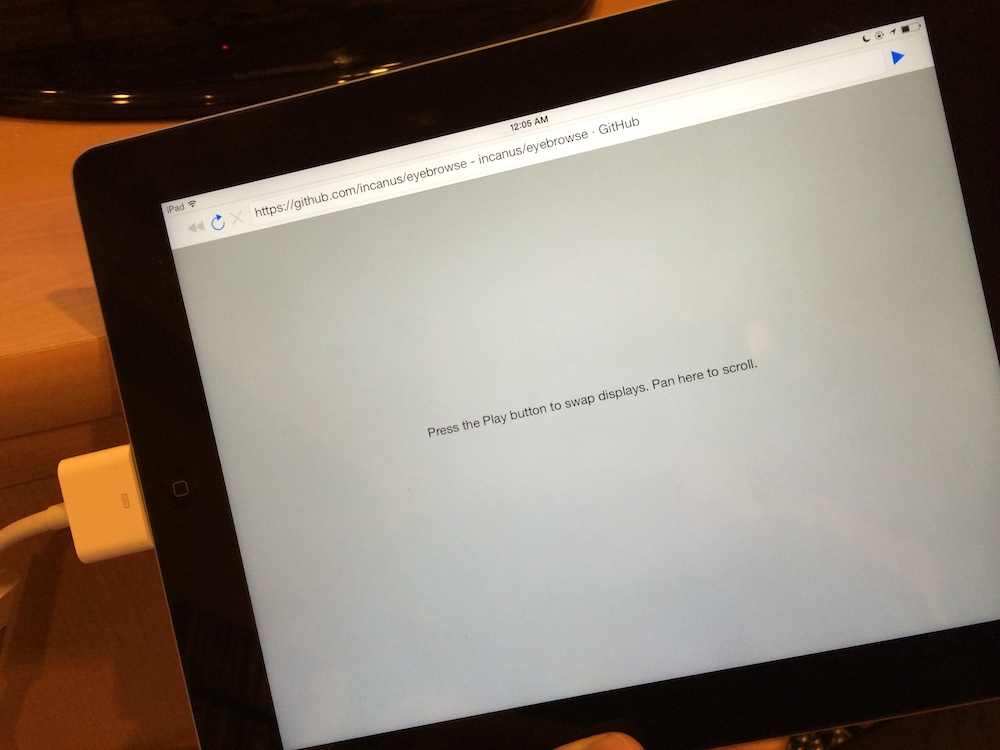 iPad
12:05 AM
https://github.com/incanus/eyebrowse - incanus/eyebrowse · GitHub
Press the Play button to swap displays. Pan here to scroll.